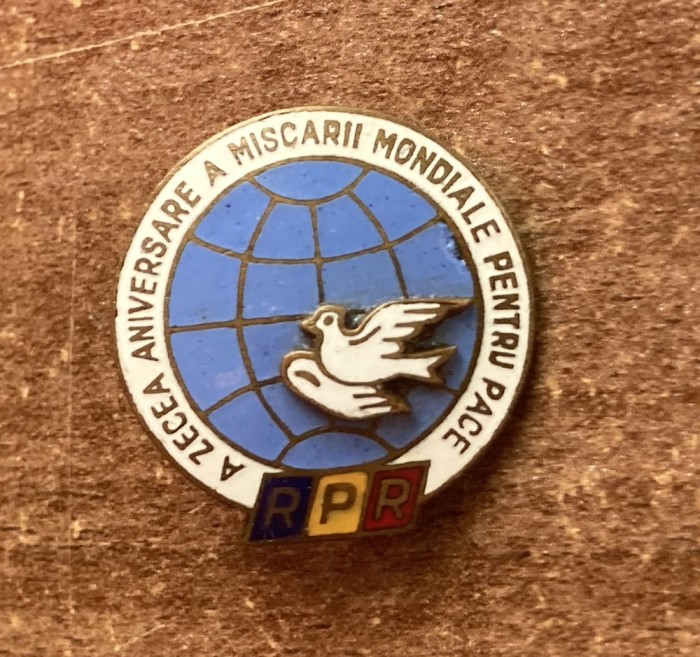 A ZECEA ANIVERSARE A MISCARII MONDIALE PENTRU PACE
RPR